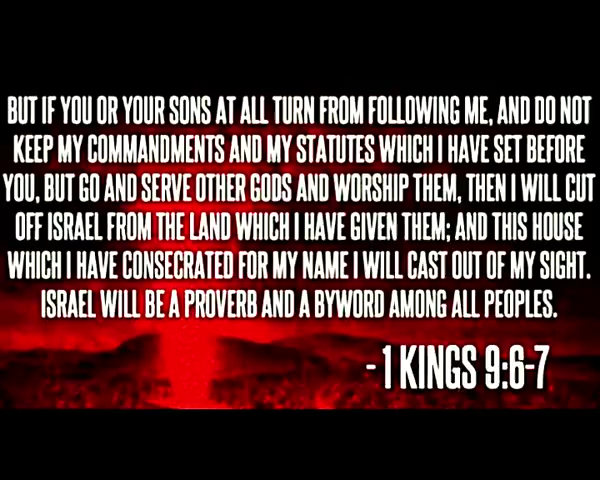 BUT IF YOU OR YOUR SONS AT ALL TURN FROM FOLLOWING ME, AND DO NOT
KEEP MY COMMANDMENTS AND MY STATUTES WHICH I HAVE SET BEFORE
YOU, BUT GO AND SERVE OTHER GODS AND WORSHIP THEM, THEN I WILL CUT
OFF ISRAEL FROM THE LAND WHICH I HAVE GIVEN THEM; AND THIS HOUSE
WHICH I HAVE CONSECRATED FOR MY NAME I WILL CAST OUT OF MY SIGHT.
ISRAEL WILL BE A PROVERB AND A BYWORD AMONG ALL PEOPLES.
- 1 KINGS 9:6-7